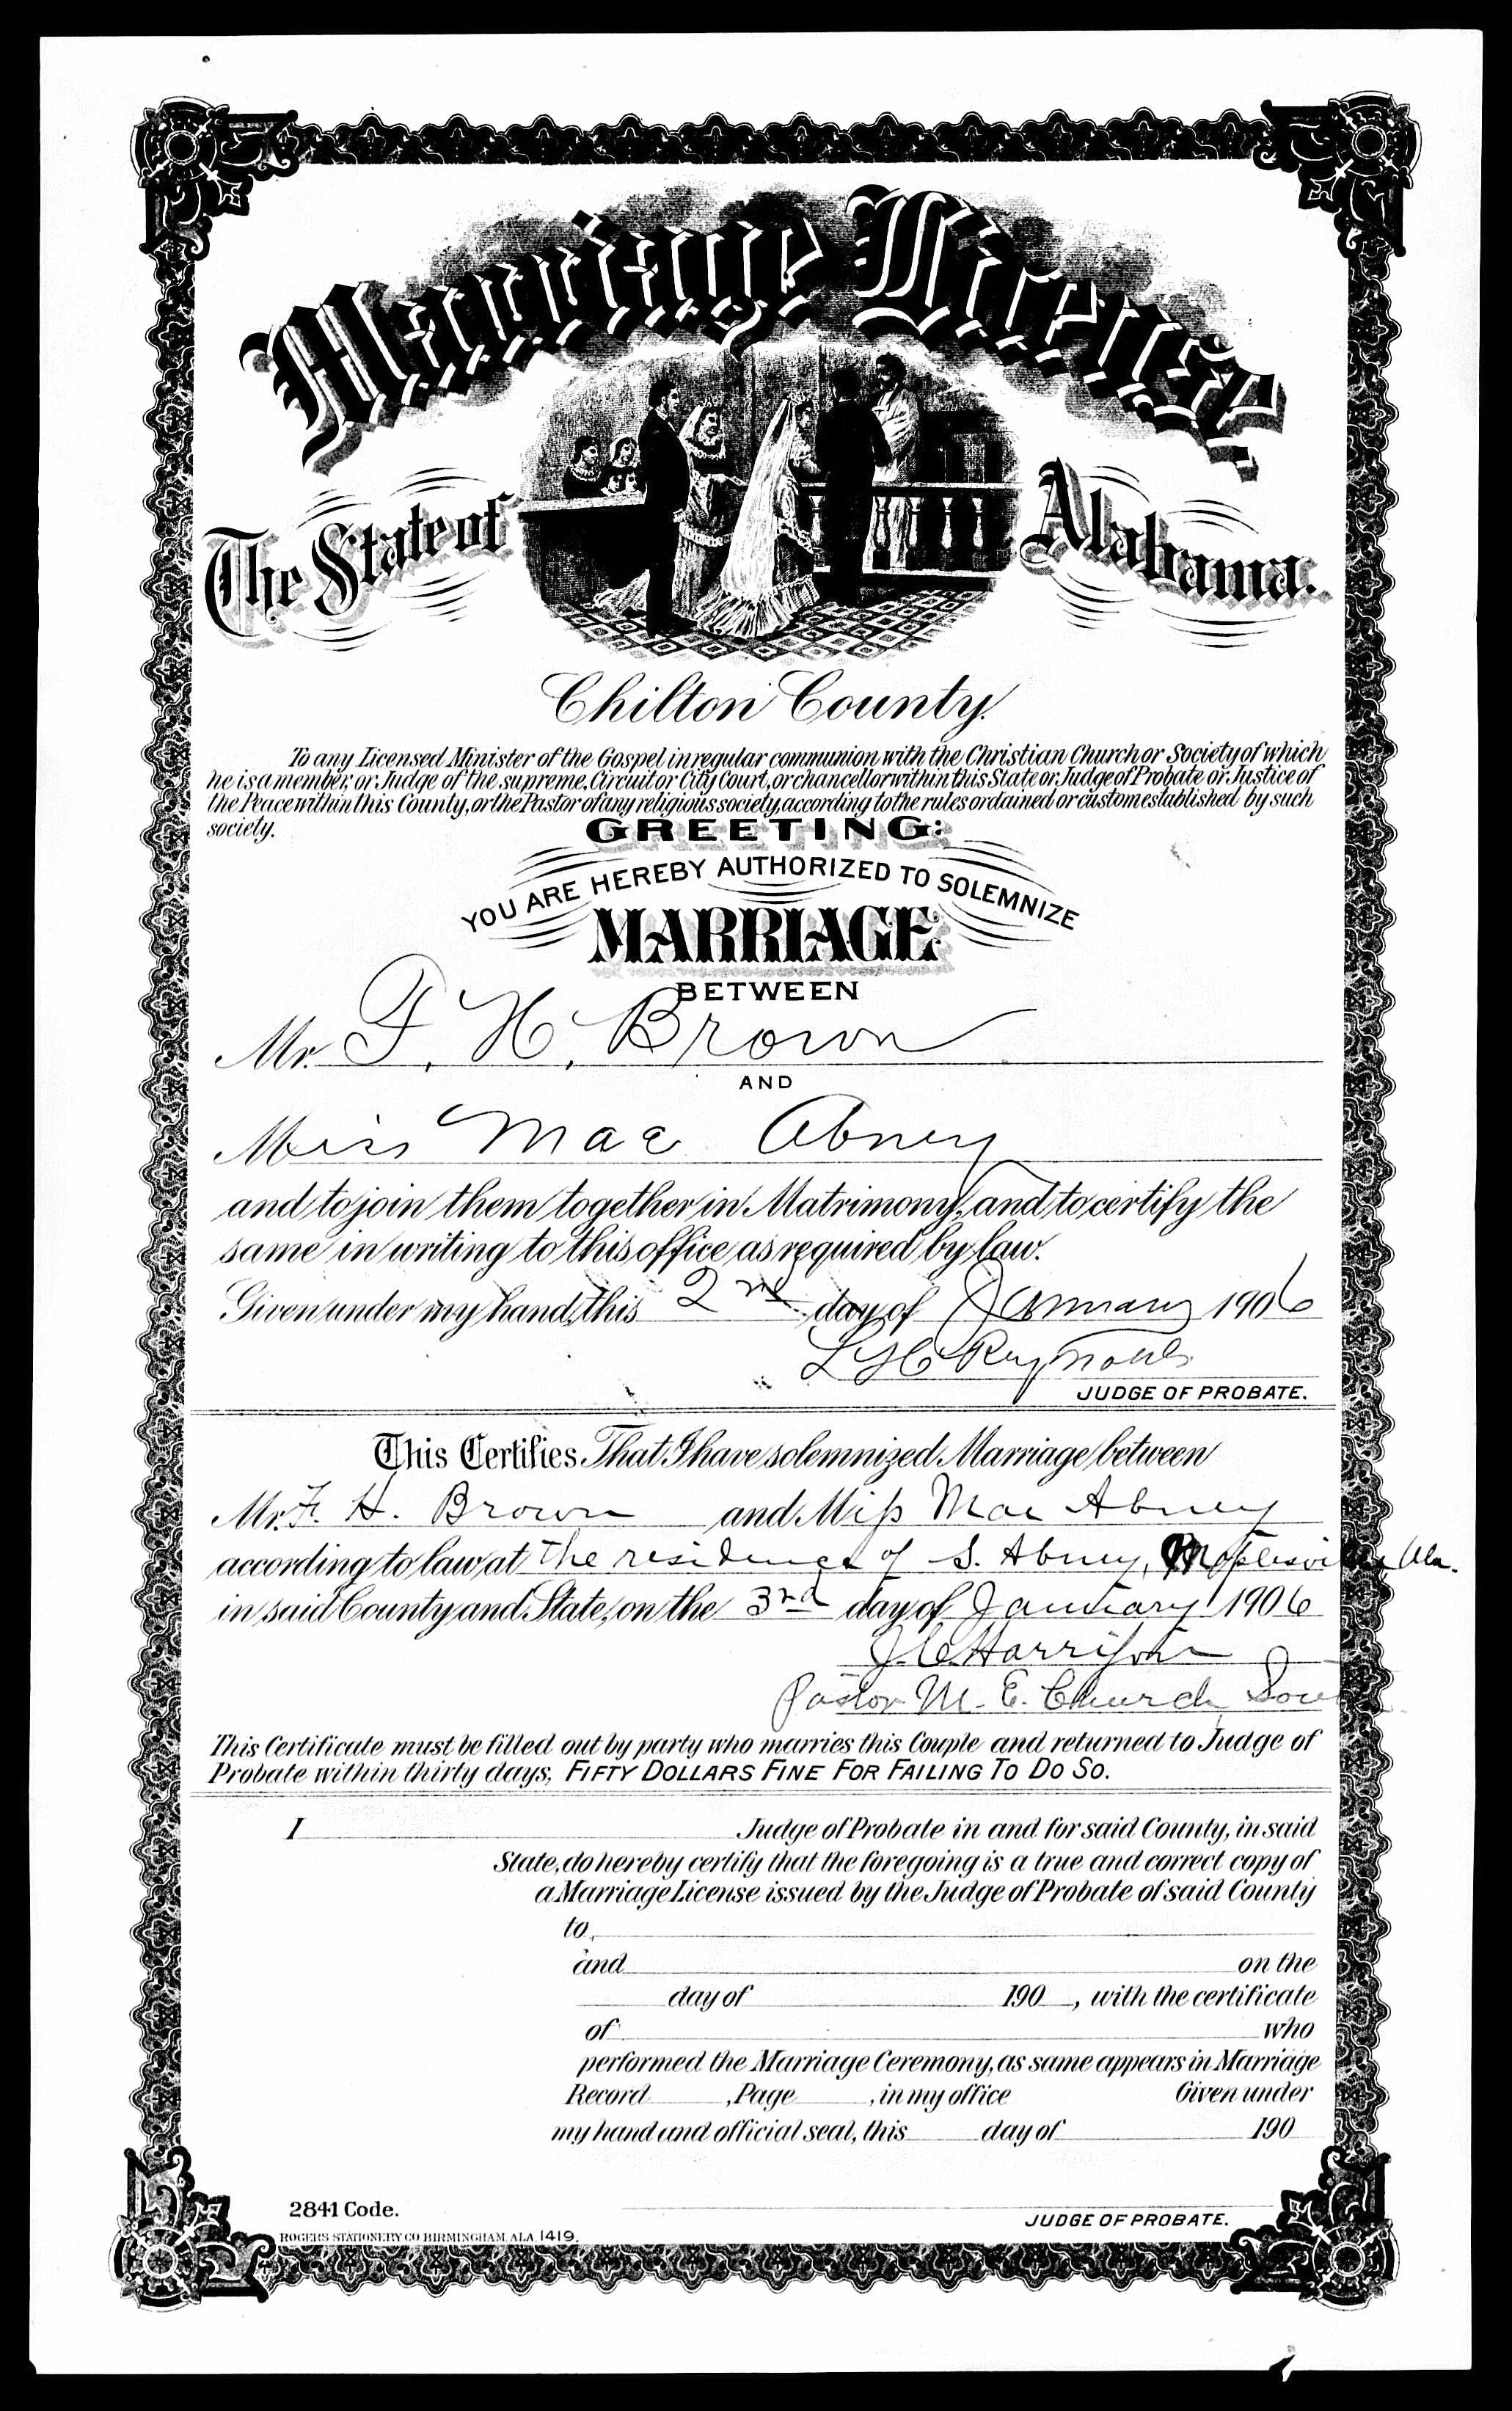 Marriage License
The State of Alabama.
Chilton County.
To any Licensed Minister of the Gospel in regular communion with the Christian Church or Society of which
he is a member, or Judge of the supreme, Circuit or City Court, or chancellor within this State or Judge of Probate or Justice of
the Peace within this County, or the Pastor of any religious society, according to the rules ordained or custom established by such
society.
GREETING:
YOU ARE HEREBY AUTHORIZED TO SOLEMNIZE
MARRIAGE
BETWEEN
Mr. F. H. Brown
AND
Miss Mae Abney
and to join them together in Matrimony, and to certify the
same in writing to this office as required by law.
Given under my hand, this 2nd day of January 1906
L H Reynolds
JUDGE OF PROBATE.
This Certifies That I have solemnized Marriage between
Mr. F. H. Brown and Miss Mae Abney
according to law at The residence of S. Abney, Maplesville, Ala.
in said County and State, on the 3rd day of January 1906
J. C. Harrison
Pastor M. E. Church Sou
This Certificate must be filled out by party who marries this Couple and returned to Judge of
Probate within thirty days, FIFTY DOLLARS FINE FOR FAILING TO DO SO.
I Judge of Probate in and for said County, in said
State, do hereby certify that the foregoing is a true and correct copy of
a Marriage License issued by the Judge of Probate of said County
to
and on the
day of 190 , with the certificate
of who
performed the Marriage Ceremony, as same appears in Marriage
Record , Page , in my office Given under
my hand and official seal, this day of 190
2841 Code.
JUDGE OF PROBATE.
ROGERS STATIONERY CO BIRMINGHAM, ALA 1419.